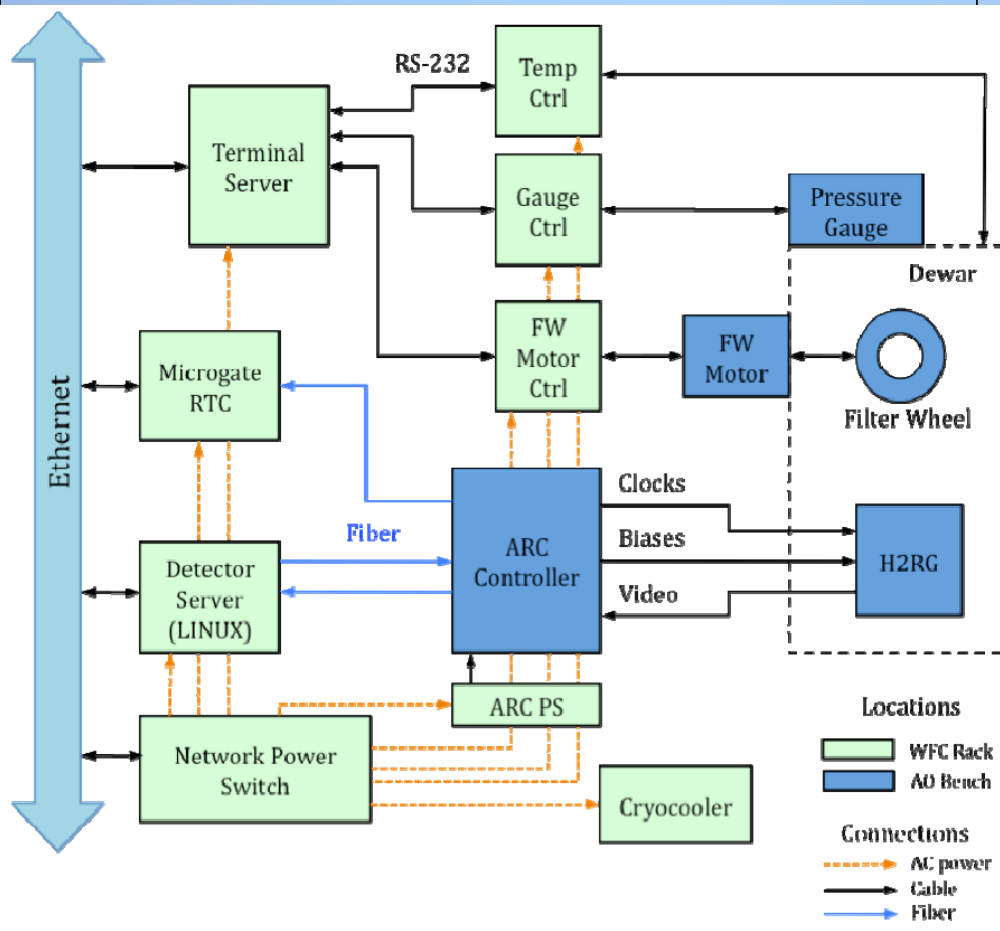 RS-232
Temp
Ctrl
Terminal
Server
Gauge
Ctrl
Pressure
Gauge
Dewar
FW
Motor
Ctrl
FW
Motor
Filter Wheel
Microgate
RTC
Ethernet
Fiber
Clocks
Biases
Video
ARC
Controller
H2RG
Detector
Server
(LINUX)
ARC PS
Network Power
Switch
Cryocooler
Locations
WFC Rack
AO Bench
Connections
AC power
Cable
Fiber